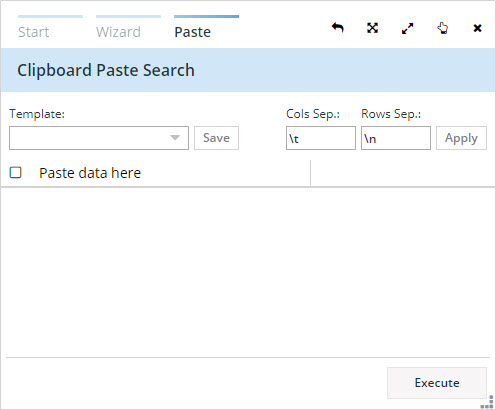 Start Wizard Paste
Clipboard Paste Search
Template: Cols Sep.: Rows Sep.:
Save \t \n Apply
Paste data here
Execute